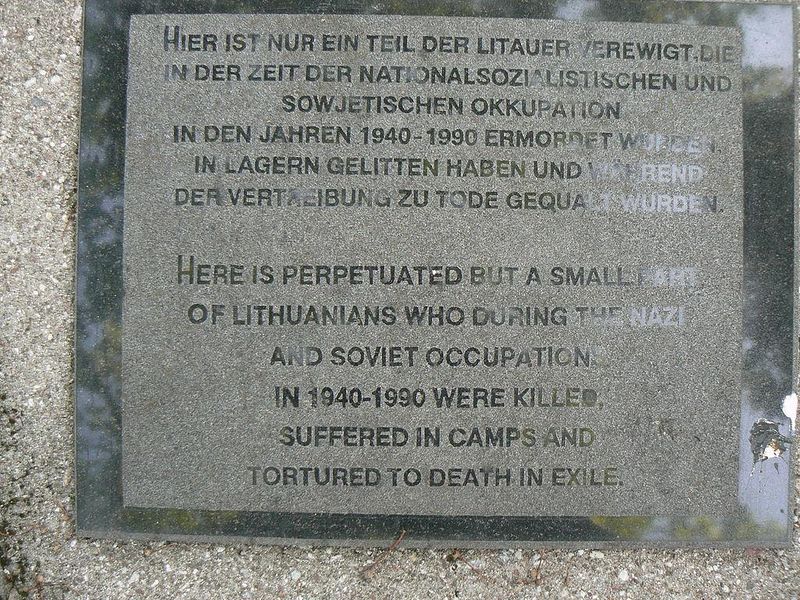 HIER IST NUR EIN TEIL DER LITAUER VEREWIGT, DIE
IN DER ZEIT DER NATIONALSOZIALISTISCHEN UND
SOWJETISCHEN OKKUPATION
IN DEN JAHREN 1940-1990 ERMORDET WURDEN
IN LAGERN GELITTEN HABEN UND WÄHREND
DER VERTREIBUNG ZU TODE GEQUÄLT WURDEN.
HERE IS PERPETUATED BUT A SMALL PART
OF LITHUANIANS WHO DURING THE NAZI
AND SOVIET OCCUPATION
IN 1940-1990 WERE KILLED,
SUFFERED IN CAMPS AND
TORTURED TO DEATH IN EXILE.